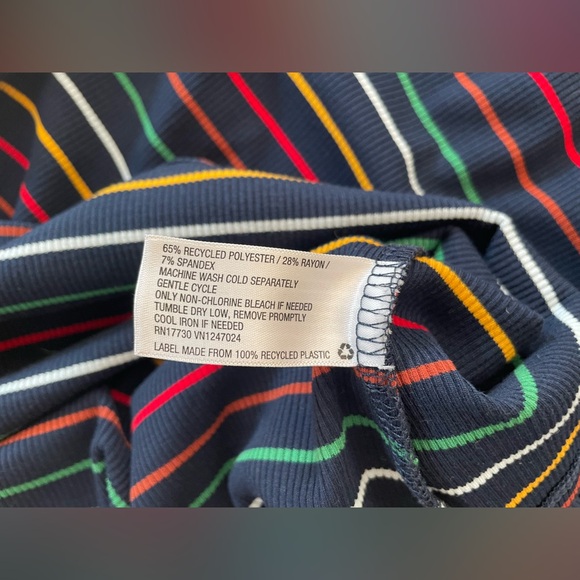 65% RECYCLED POLYESTER / 28% RAYON /
7% SPANDEX
MACHINE WASH COLD SEPARATELY
GENTLE CYCLE
ONLY NON-CHLORINE BLEACH IF NEEDED
TUMBLE DRY LOW, REMOVE PROMPTLY
COOL IRON IF NEEDED
RN17730 VN1247024
LABEL MADE FROM 100% RECYCLED PLASTIC